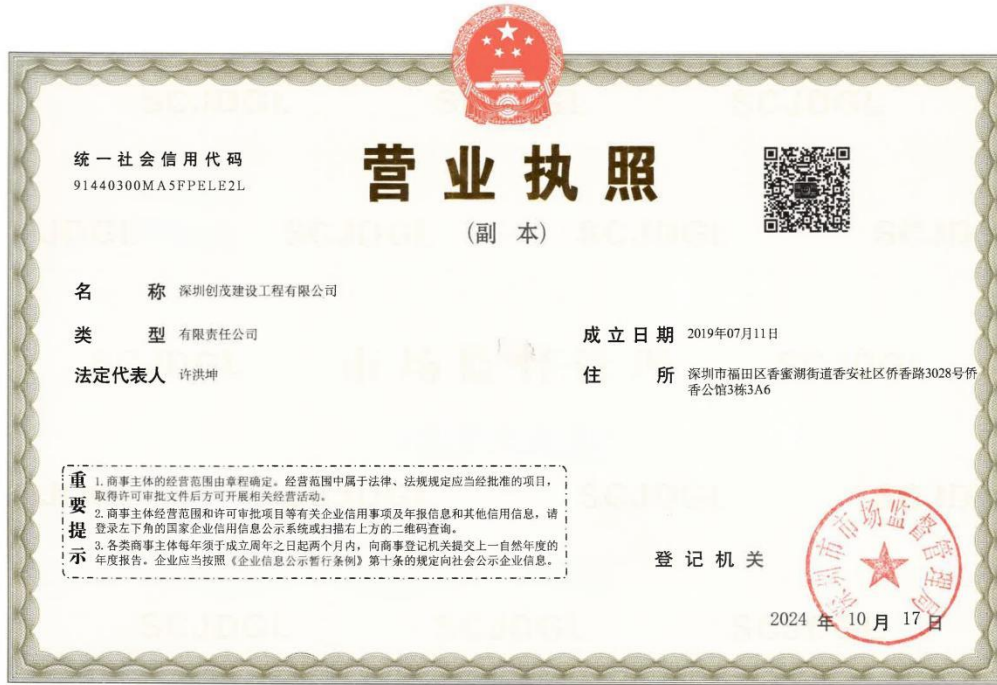 统一社会信用代码
91440300MA5FPELE2L
营业执照
(副 本)
名 称 深圳创茂建设工程有限公司
类 型 有限责任公司
成立日期 2019年07月11日
法定代表人 许洪坤
住 所 深圳市福田区香蜜湖街道香安社区侨香路3028号侨
香公馆3栋3A6
重要提示
1. 商事主体的经营范围由章程确定。经营范围中属于法律、法规规定应当经批准的项目,
取得许可审批文件后方可开展相关经营活动。
2. 商事主体经营范围和许可审批项目等有关企业信用事项及年报信息和其他信用信息,请
登录左下角的国家企业信用信息公示系统或扫描右上方的二维码查询。
3. 各类商事主体每年须于成立周年之日起两个月内,向商事登记机关提交上一自然年度的
年度报告。企业应当按照《企业信息公示暂行条例》第十条的规定向社会公示企业信息。
登记机关
深圳市市场监督管理局
2024 年 10 月 17 日